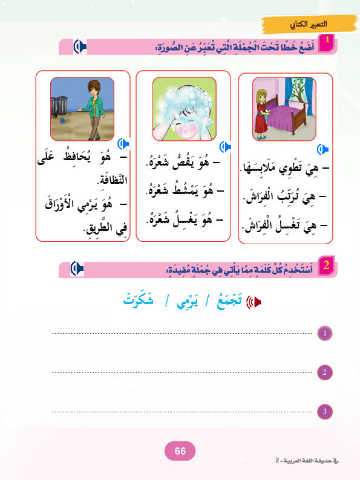 التعبير الكتابي
1 أَضَعُ خَطًّا تَحْتَ الْجُمْلَةِ الَّتِي تُعَبِّرُ عَنِ الصُّورَةِ:
– هِيَ تَطْوِي مَلَابِسَهَا.
– هِيَ تُرَتِّبُ الْفِرَاشَ.
– هِيَ تَغْسِلُ الْفِرَاشَ.
– هُوَ يَقُصُّ شَعْرَهُ.
– هُوَ يَمْشُطُ شَعْرَهُ.
– هُوَ يَغْسِلُ شَعْرَهُ.
– هُوَ يُحَافِظُ عَلَى
النَّظَافَةِ.
– هُوَ يَرْمِي الْأَوْرَاقَ
فِي الطَّرِيقِ.
2 أَسْتَخْدِمُ كُلَّ كَلِمَةٍ مِمَّا يَأْتِي فِي جُمْلَةٍ مُفِيدَةٍ:
تَجْمَعُ / يَرْمِي / شَكَرَتْ
1
2
3
66
في حديقة اللغة العربية - 2